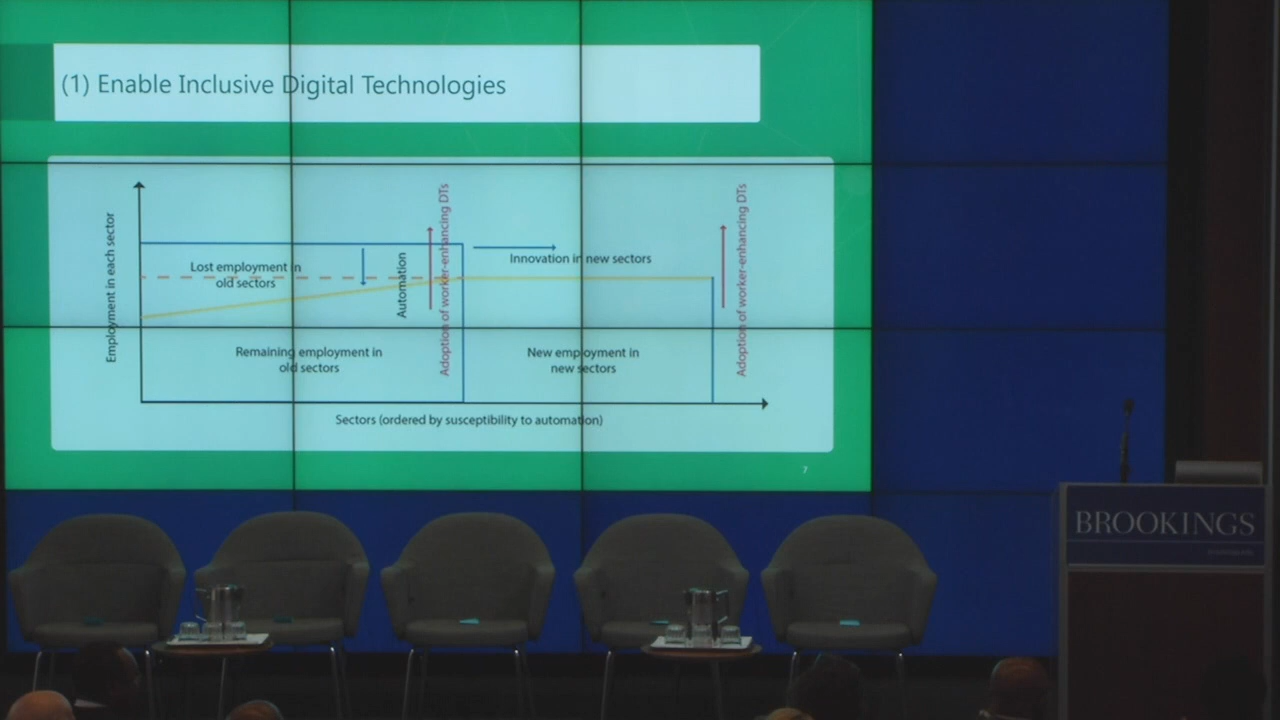 (1) Enable Inclusive Digital Technologies
Employment in each sector
Lost employment in
old sectors
Automation
Adoption of worker-enhancing DTs
Innovation in new sectors
Adoption of worker-enhancing DTs
Remaining employment in
old sectors
New employment in
new sectors
Sectors (ordered by susceptibility to automation)
7
BROOKINGS